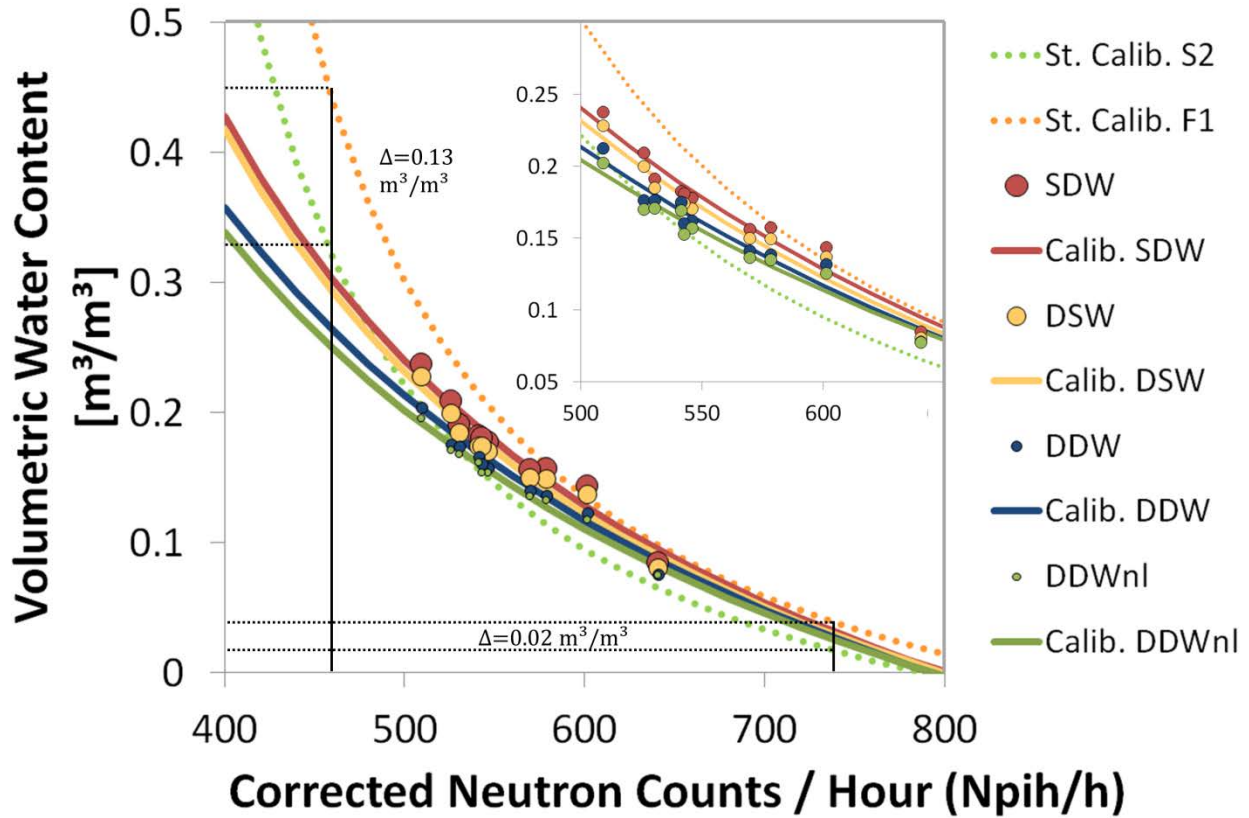 Volumetric Water Content
[m³/m³]
0.5
0.4
0.3
0.2
0.1
0
400
500
600
700
800
Corrected Neutron Counts / Hour (Npih/h)
Δ=0.13
m³/m³
Δ=0.02 m³/m³
0.25
0.2
0.15
0.1
0.05
500
550
600
St. Calib. S2
St. Calib. F1
SDW
Calib. SDW
DSW
Calib. DSW
DDW
Calib. DDW
DDWnl
Calib. DDWnl